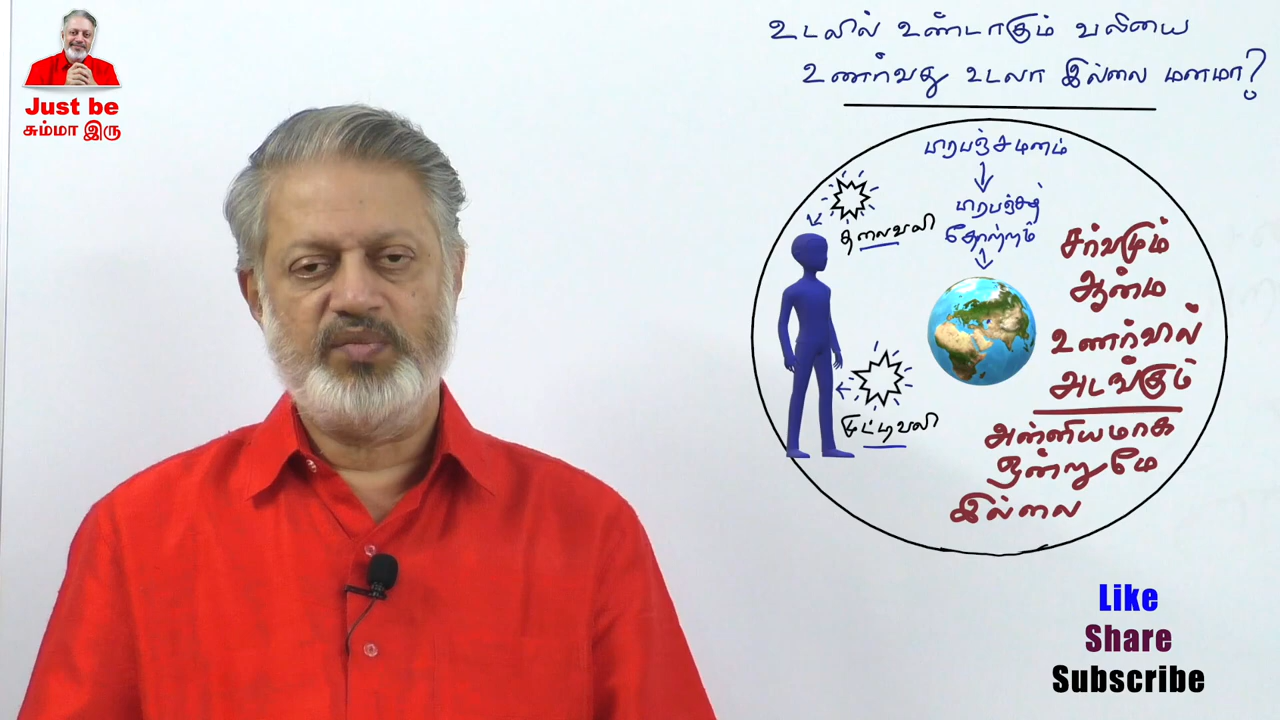 Just be
சும்மா இரு
உடலில் உண்டாகும் வலியை
உணர்வது உடலா இல்லை மனமா?
பிரபஞ்சமனம்
பிரபஞ்சத்
தோற்றம்
தலைவலி
சர்வமும்
ஆன்ம
உணர்வில்
அடங்கும்
மூட்டுவலி
அன்னியமாக
ஒன்றுமே
இல்லை
Like
Share
Subscribe